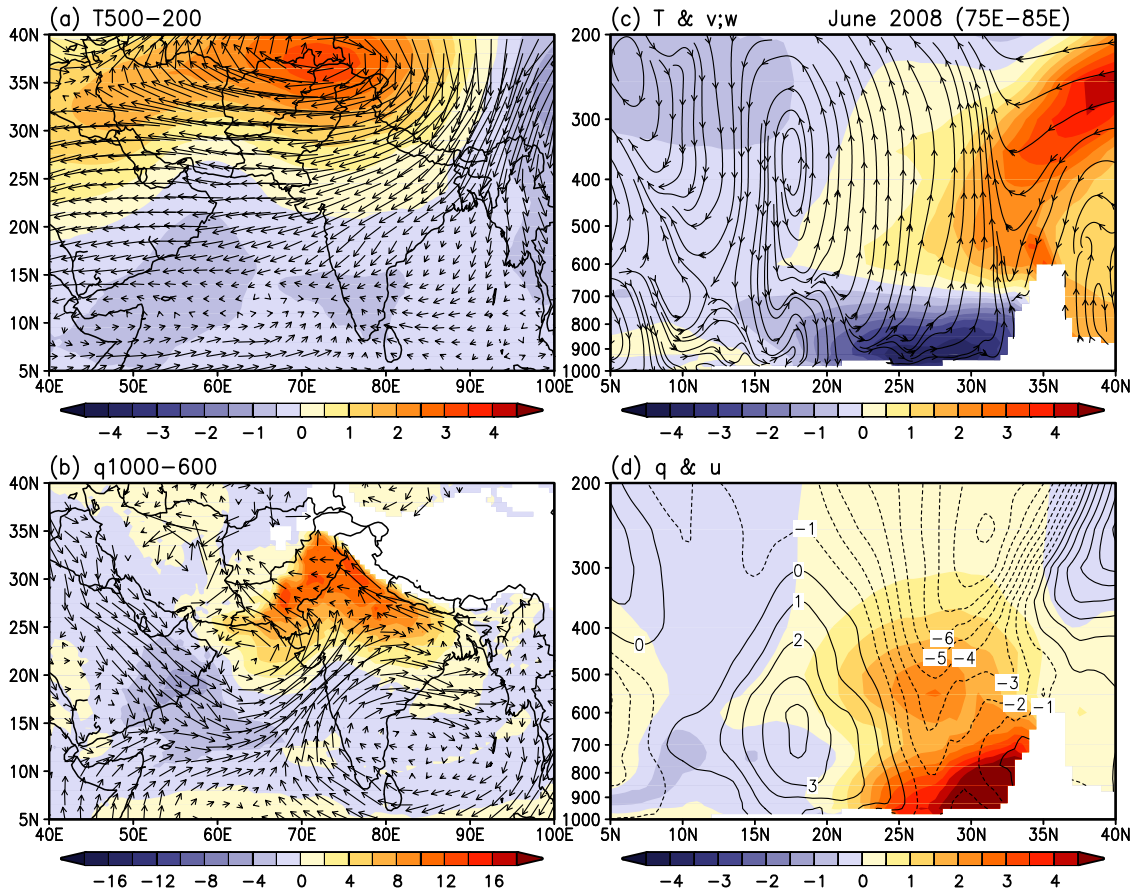 (a) T500-200
40N
35N
30N
25N
20N
15N
10N
5N
40E 50E 60E 70E 80E 90E 100E
-4 -3 -2 -1 0 1 2 3 4
(c) T & v;w June 2008 (75E-85E)
200
300
400
500
600
700
800
900
1000
5N 10N 15N 20N 25N 30N 35N 40N
-4 -3 -2 -1 0 1 2 3 4
(b) q1000-600
40N
35N
30N
25N
20N
15N
10N
5N
40E 50E 60E 70E 80E 90E 100E
-16 -12 -8 -4 0 4 8 12 16
(d) q & u
200
300
400
500
600
700
800
900
1000
-1
0
1
0 2 -6
-5 -4
-3
-2 -1
3
5N 10N 15N 20N 25N 30N 35N 40N
-4 -3 -2 -1 0 1 2 3 4